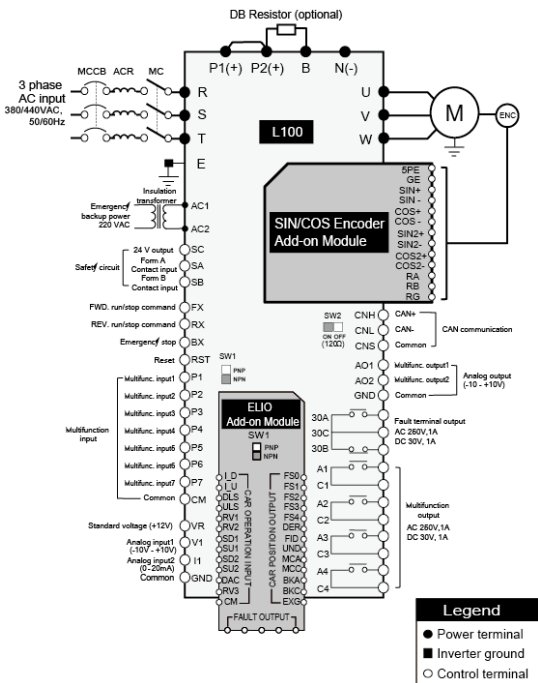 DB Resistor (optional)
P1(+) P2(+) B N(-)
MCCB ACR MC
3 phase
AC input
380/440VAC,
50/60Hz
R
S
T
E
U
V
W
M
ENC
L100
Insulation
transformer
Emergency
backup power
220 VAC
AC1
AC2
SIN/COS Encoder
Add-on Module
5PE
GE
SIN+
SIN -
COS+
COS -
SIN2+
SIN2-
COS2+
COS2-
RA
RB
RG
24 V output SC
Safety circuit
Form A
Contact input SA
Form B
Contact input SB
FWD. run/stop command FX
REV. run/stop command RX
Emergency stop BX
Reset RST
SW1
PNP
NPN
Multifunction
input
Multifunc. input1 P1
Multifunc. input2 P2
Multifunc. input3 P3
Multifunc. input4 P4
Multifunc. input5 P5
Multifunc. input6 P6
Multifunc. input7 P7
Common CM
Standard voltage (+12V) VR
Analog input1
(-10V - +10V) V1
Analog input2
(0-20mA) I1
Common GND
SW2
ON OFF
(120Ω)
CNH CAN+
CNL CAN-
CNS Common
CAN communication
AO1 Multifunc. output1
AO2 Multifunc. output2
GND Common
Analog output
(-10 - +10V)
30A
30C
30B
Fault terminal output
AC 250V,1A
DC 30V, 1A
A1
C1
A2
C2
A3
C3
A4
C4
Multifunction
output
AC 250V,1A
DC 30V, 1A
ELIO
Add-on Module
SW1
PNP
NPN
I_D
I_U
DLS
ULS
RV1
RV2
SD1
SU1
SD2
SU2
DAC
RV3
CM
CAR OPERATION INPUT
CAR POSITION OUTPUT
FS0
FS1
FS2
FS3
FS4
DER
FID
UND
MCA
MCC
BKA
BKC
EXG
FAULT OUTPUT
Legend
Power terminal
Inverter ground
Control terminal